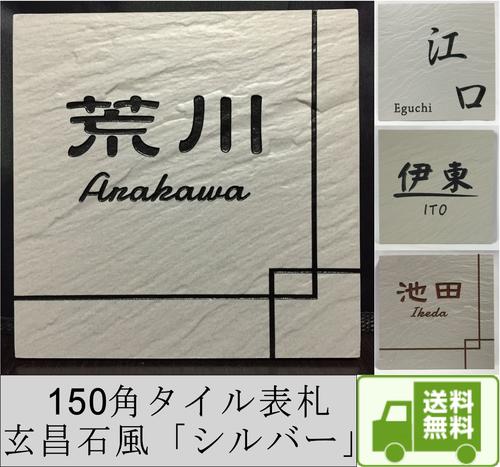 荒川
Arakawa
江口
Eguchi
伊東
ITO
池田
Ikeda
150角タイル表札
玄昌石風「シルバー」
送料
無料